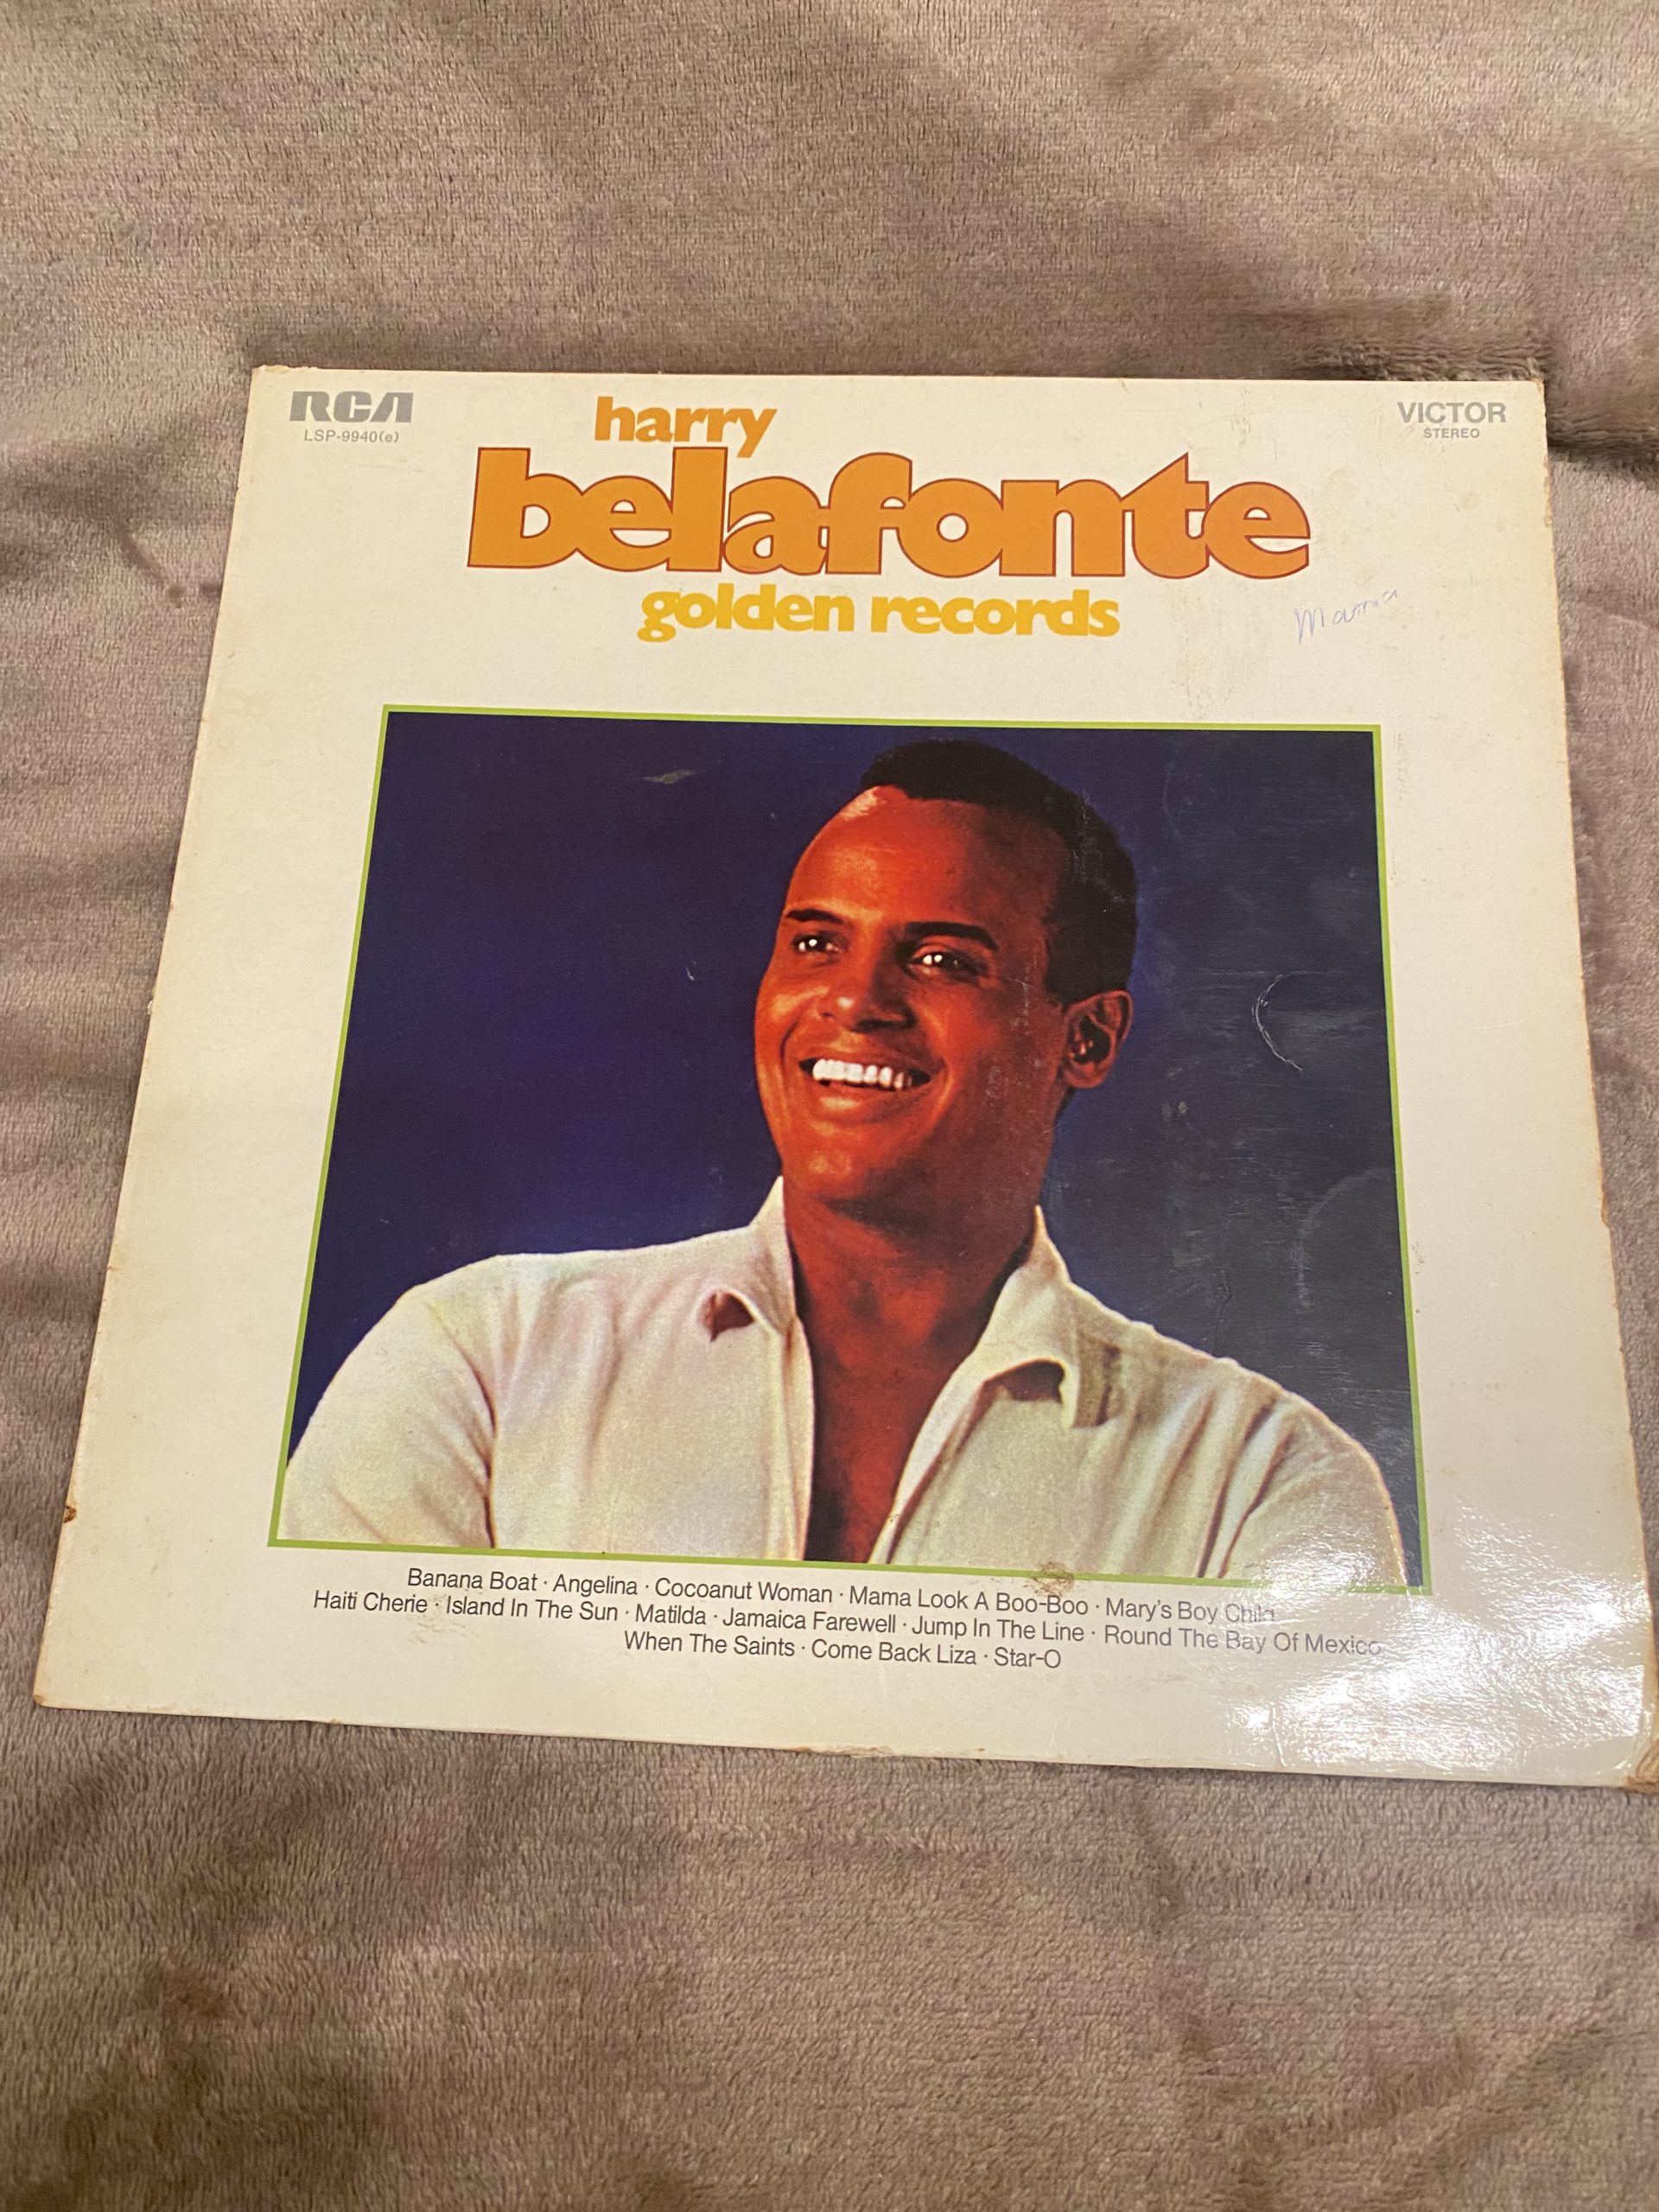 RCA
LSP-9940(e)
harry
belafonte
golden records
VICTOR
STEREO
Banana Boat · Angelina · Cocoanut Woman · Mama Look A Boo-Boo · Mary's Boy Child
Haiti Cherie · Island In The Sun · Matilda · Jamaica Farewell · Jump In The Line · Round The Bay Of Mexico
When The Saints · Come Back Liza · Star-O